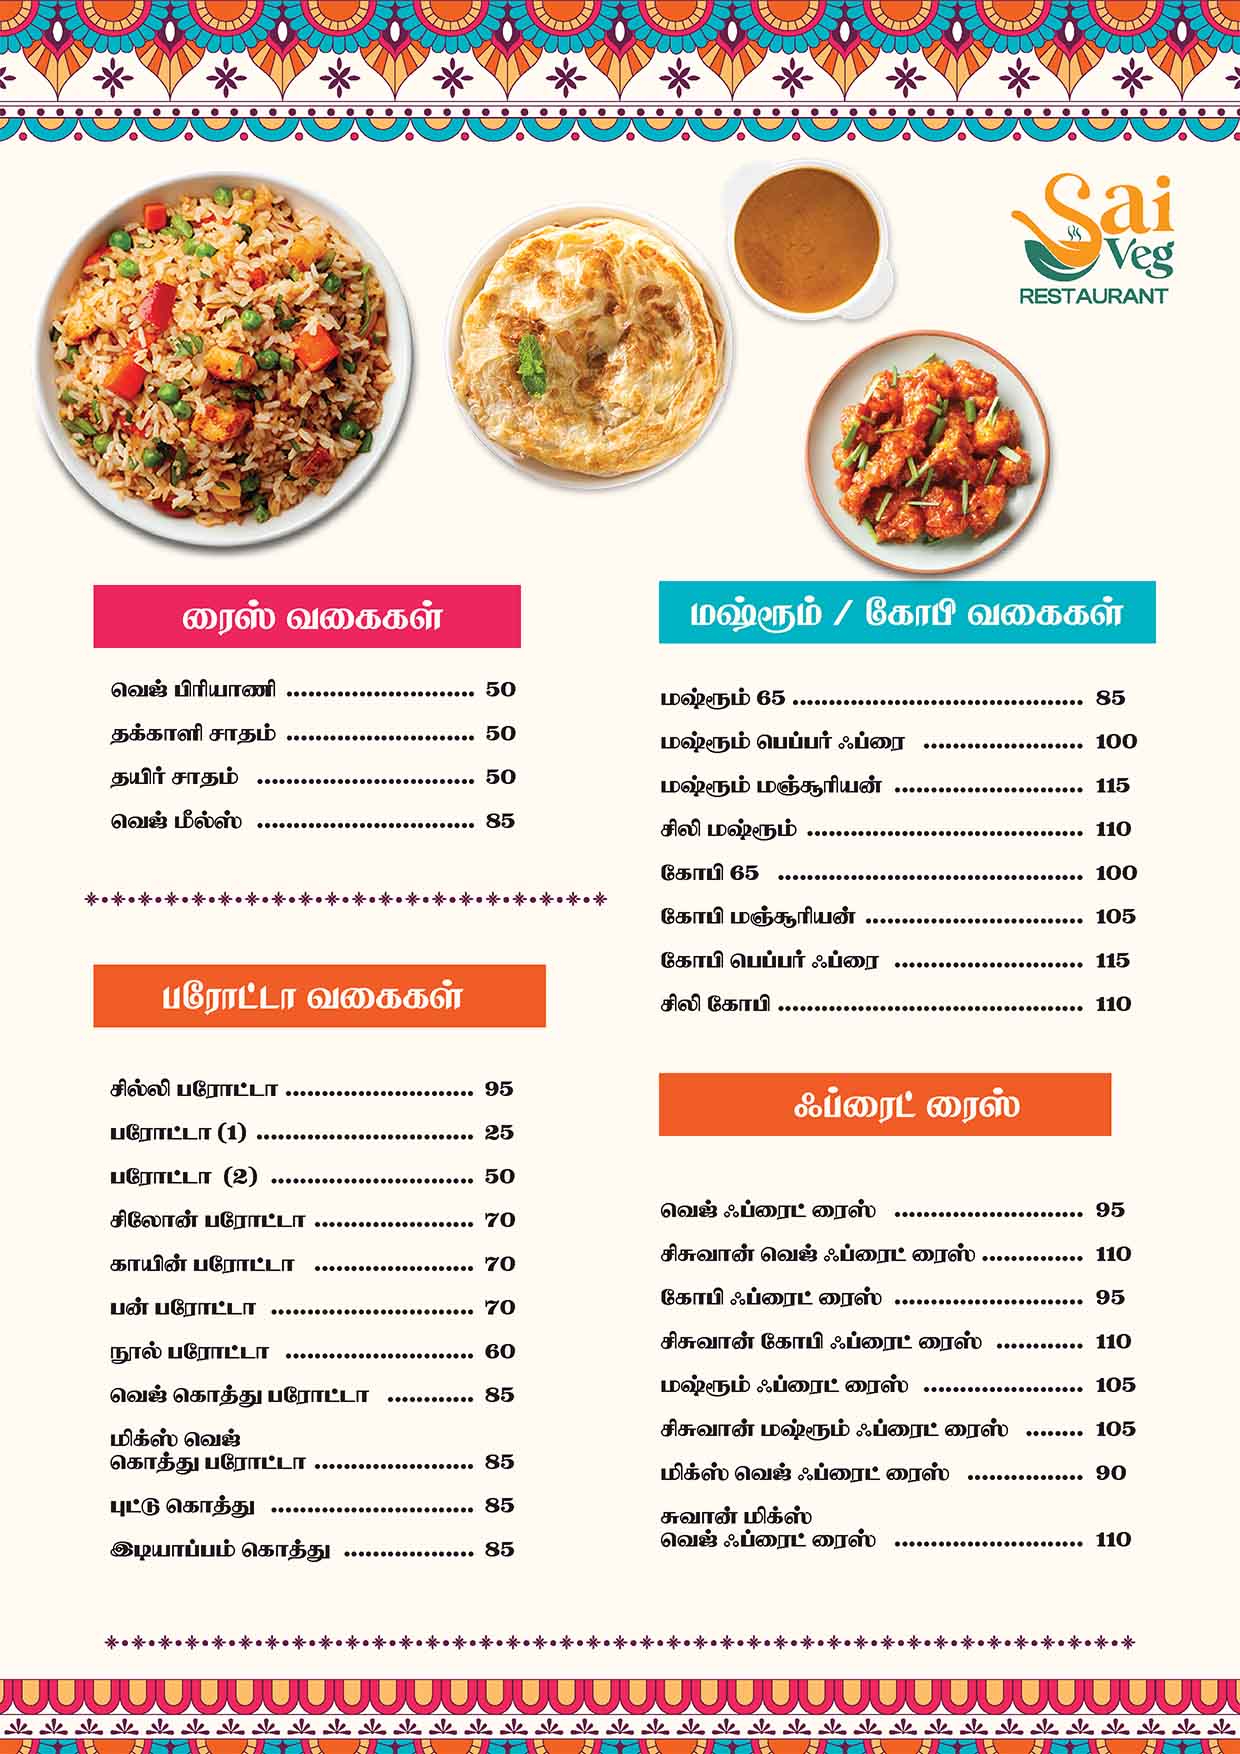 Sai
Veg
RESTAURANT
ரைஸ் வகைகள்
வெஜ் பிரியாணி .......................... 50
தக்காளி சாதம் .......................... 50
தயிர் சாதம் .............................. 50
வெஜ் மீல்ஸ் .............................. 85
பரோட்டா வகைகள்
சில்லி பரோட்டா .......................... 95
பரோட்டா (1) .............................. 25
பரோட்டா (2) ............................ 50
சிலோன் பரோட்டா ...................... 70
காயின் பரோட்டா ...................... 70
பன் பரோட்டா ............................ 70
நூல் பரோட்டா .......................... 60
வெஜ் கொத்து பரோட்டா ............ 85
மிக்ஸ் வெஜ்
கொத்து பரோட்டா ...................... 85
புட்டு கொத்து ............................ 85
இடியாப்பம் கொத்து .................. 85
மஷ்ரூம் / கோபி வகைகள்
மஷ்ரூம் 65 ........................................ 85
மஷ்ரூம் பெப்பர் ஃப்ரை ...................... 100
மஷ்ரூம் மஞ்சூரியன் .......................... 115
சிலி மஷ்ரூம் ...................................... 110
கோபி 65 .......................................... 100
கோபி மஞ்சூரியன் .............................. 105
கோபி பெப்பர் ஃப்ரை .......................... 115
சிலி கோபி .......................................... 110
ஃப்ரைட் ரைஸ்
வெஜ் ஃப்ரைட் ரைஸ் .......................... 95
சிசுவான் வெஜ் ஃப்ரைட் ரைஸ் .............. 110
கோபி ஃப்ரைட் ரைஸ் .......................... 95
சிசுவான் கோபி ஃப்ரைட் ரைஸ் ............ 110
மஷ்ரூம் ஃப்ரைட் ரைஸ் ...................... 105
சிசுவான் மஷ்ரூம் ஃப்ரைட் ரைஸ் ........ 105
மிக்ஸ் வெஜ் ஃப்ரைட் ரைஸ் ................ 90
சுவான் மிக்ஸ்
வெஜ் ஃப்ரைட் ரைஸ் .......................... 110